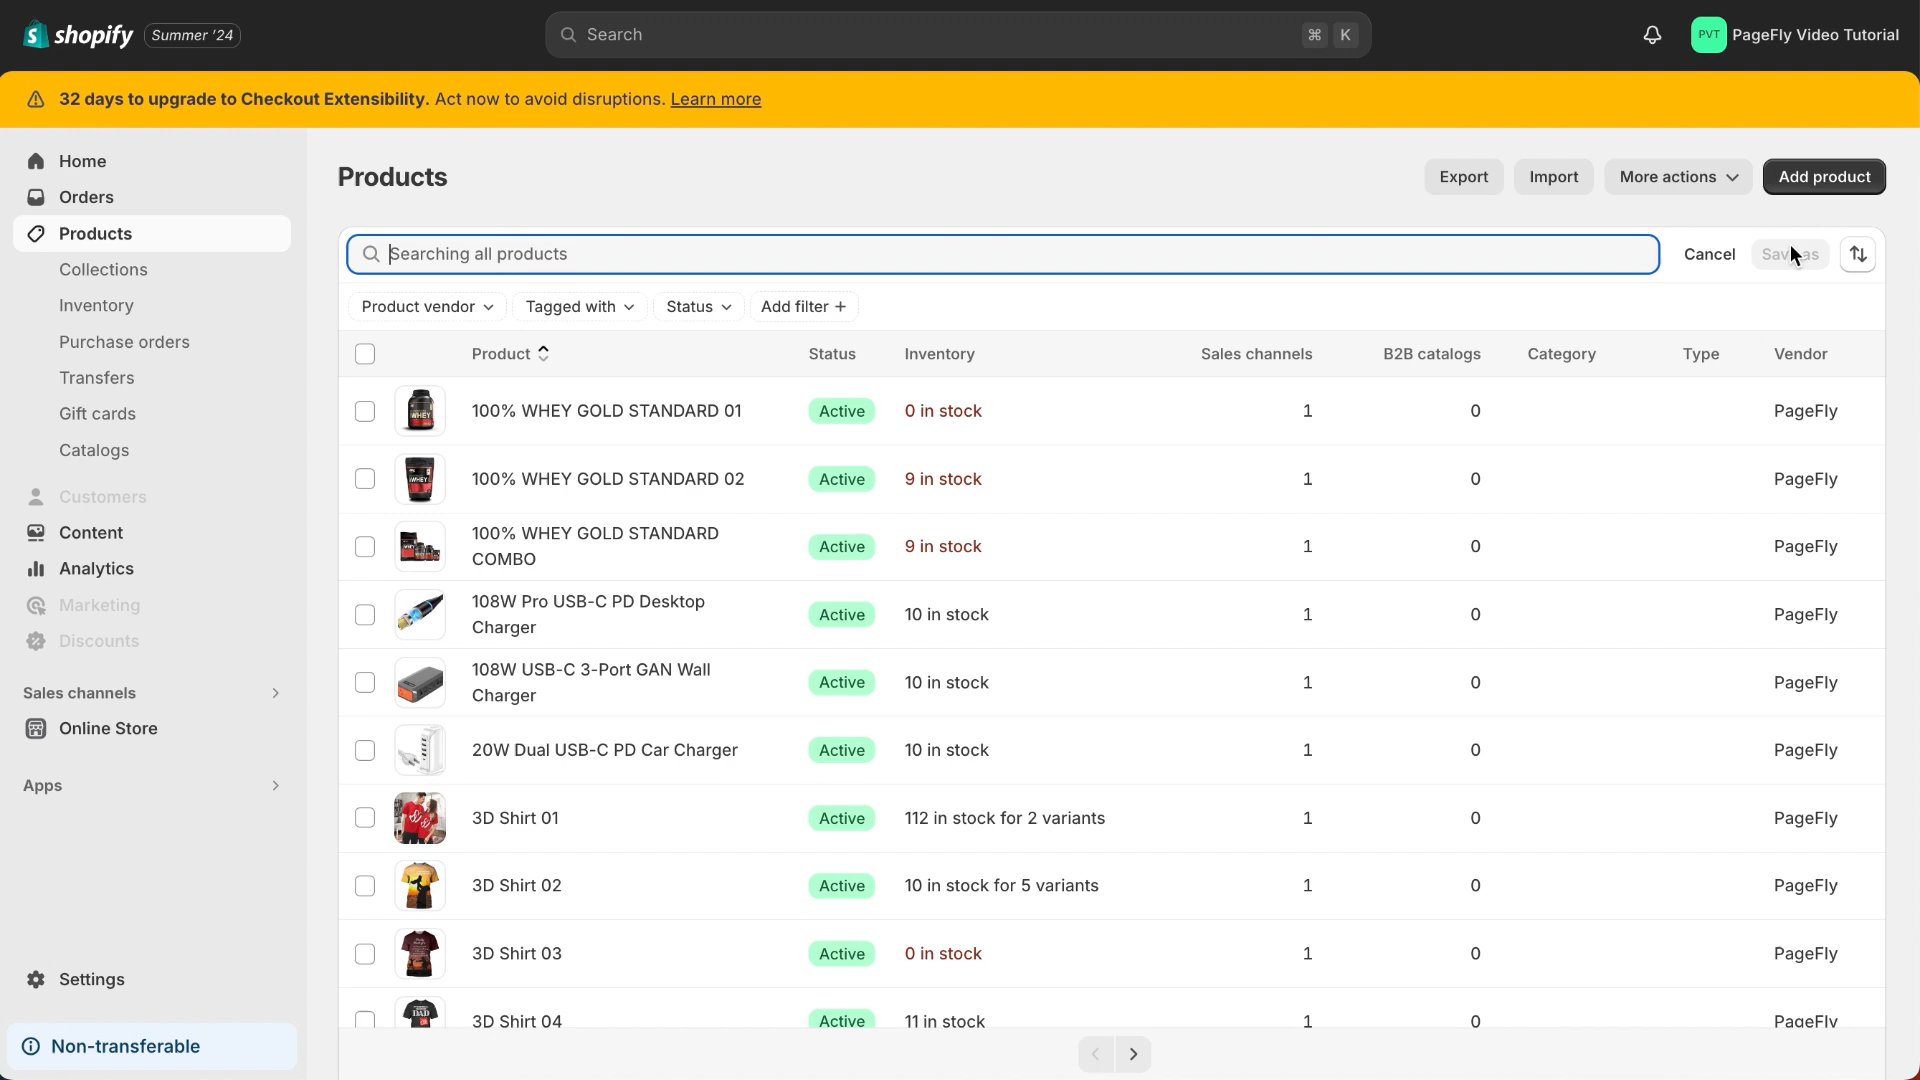 shopify Summer '24
Search
⌘ K
PVT PageFly Video Tutorial
32 days to upgrade to Checkout Extensibility. Act now to avoid disruptions. Learn more
Home
Orders
Products
Collections
Inventory
Purchase orders
Transfers
Gift cards
Catalogs
Customers
Content
Analytics
Marketing
Discounts
Sales channels
Online Store
Apps
Settings
Non-transferable
Products
Export
Import
More actions
Add product
Searching all products
Cancel
Save as
Product vendor
Tagged with
Status
Add filter +
Product Status Inventory Sales channels B2B catalogs Category Type Vendor
100% WHEY GOLD STANDARD 01 Active 0 in stock 1 0 PageFly
100% WHEY GOLD STANDARD 02 Active 9 in stock 1 0 PageFly
100% WHEY GOLD STANDARD
COMBO Active 9 in stock 1 0 PageFly
108W Pro USB-C PD Desktop
Charger Active 10 in stock 1 0 PageFly
108W USB-C 3-Port GAN Wall
Charger Active 10 in stock 1 0 PageFly
20W Dual USB-C PD Car Charger Active 10 in stock 1 0 PageFly
3D Shirt 01 Active 112 in stock for 2 variants 1 0 PageFly
3D Shirt 02 Active 10 in stock for 5 variants 1 0 PageFly
3D Shirt 03 Active 0 in stock 1 0 PageFly
3D Shirt 04 Active 11 in stock 1 0 PageFly